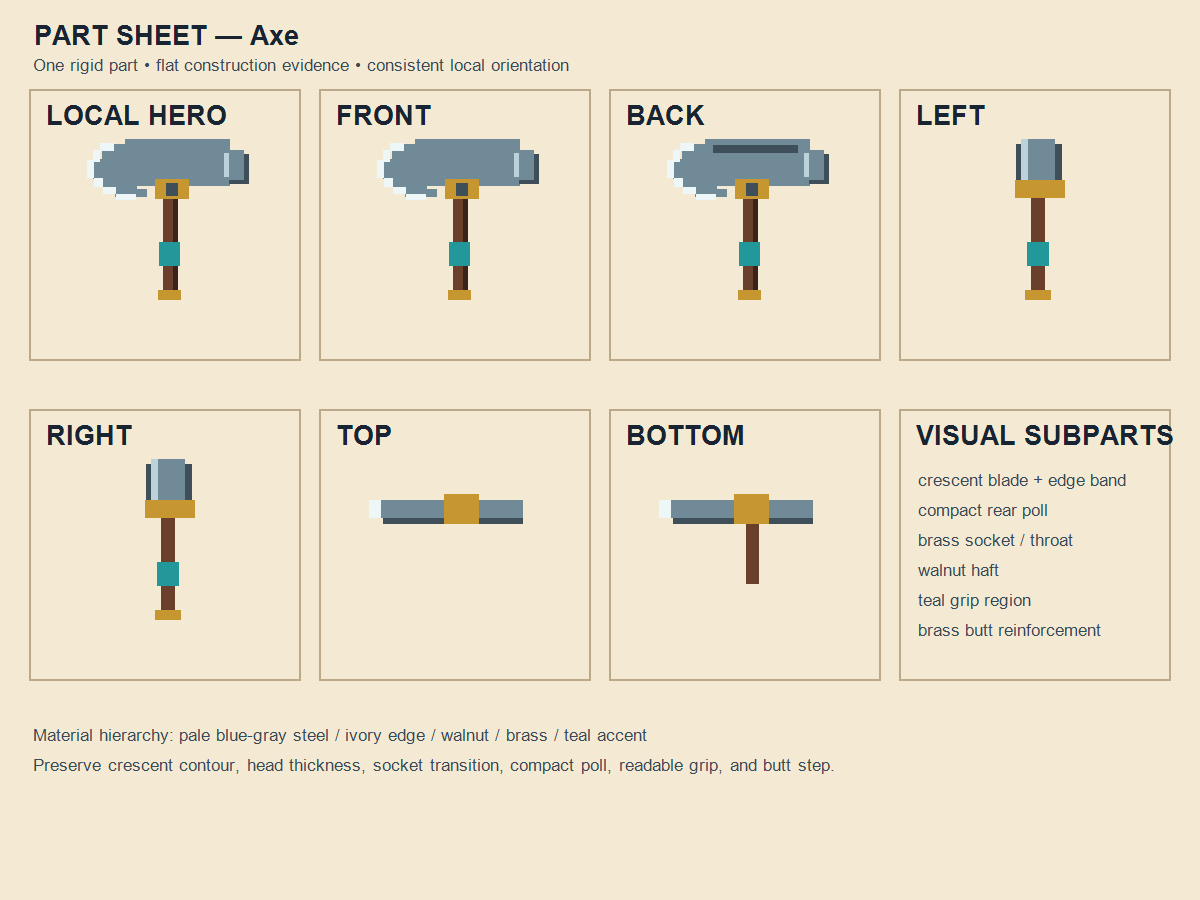 PART SHEET — Axe
One rigid part • flat construction evidence • consistent local orientation
LOCAL HERO
FRONT
BACK
LEFT
RIGHT
TOP
BOTTOM
VISUAL SUBPARTS
crescent blade + edge band
compact rear poll
brass socket / throat
walnut haft
teal grip region
brass butt reinforcement
Material hierarchy: pale blue-gray steel / ivory edge / walnut / brass / teal accent
Preserve crescent contour, head thickness, socket transition, compact poll, readable grip, and butt step.